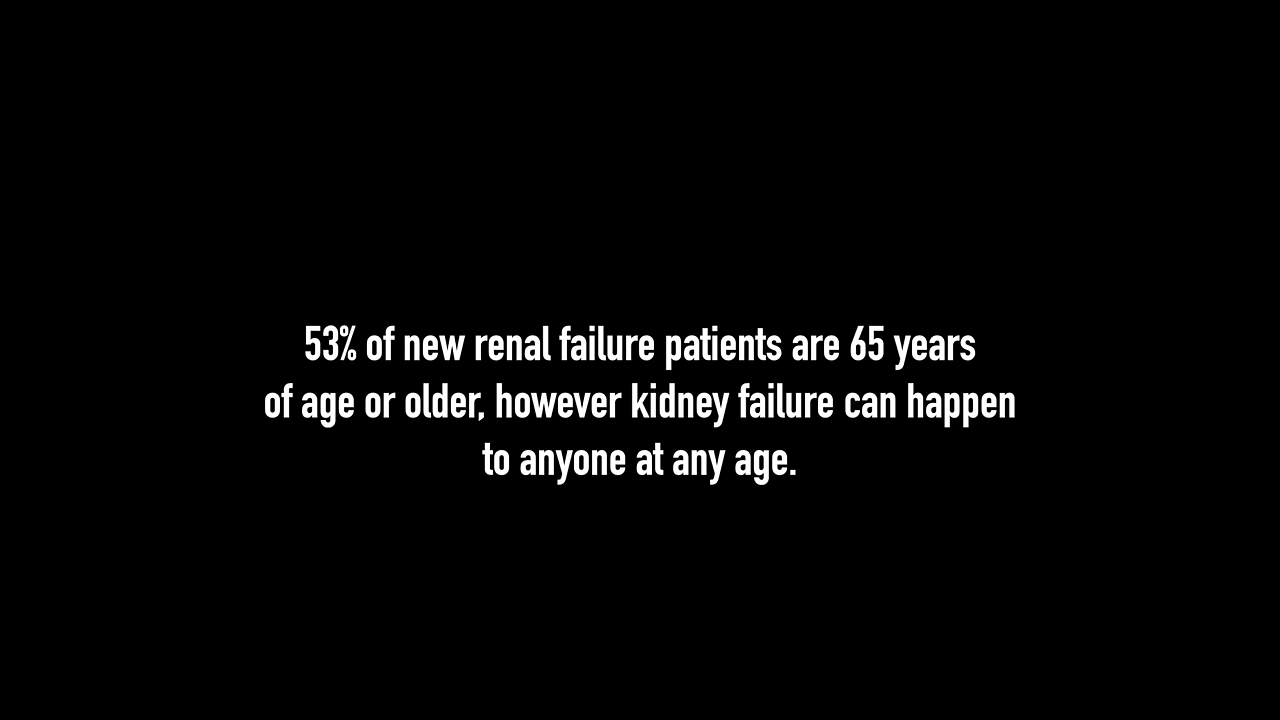 53% of new renal failure patients are 65 years
of age or older, however kidney failure can happen
to anyone at any age.